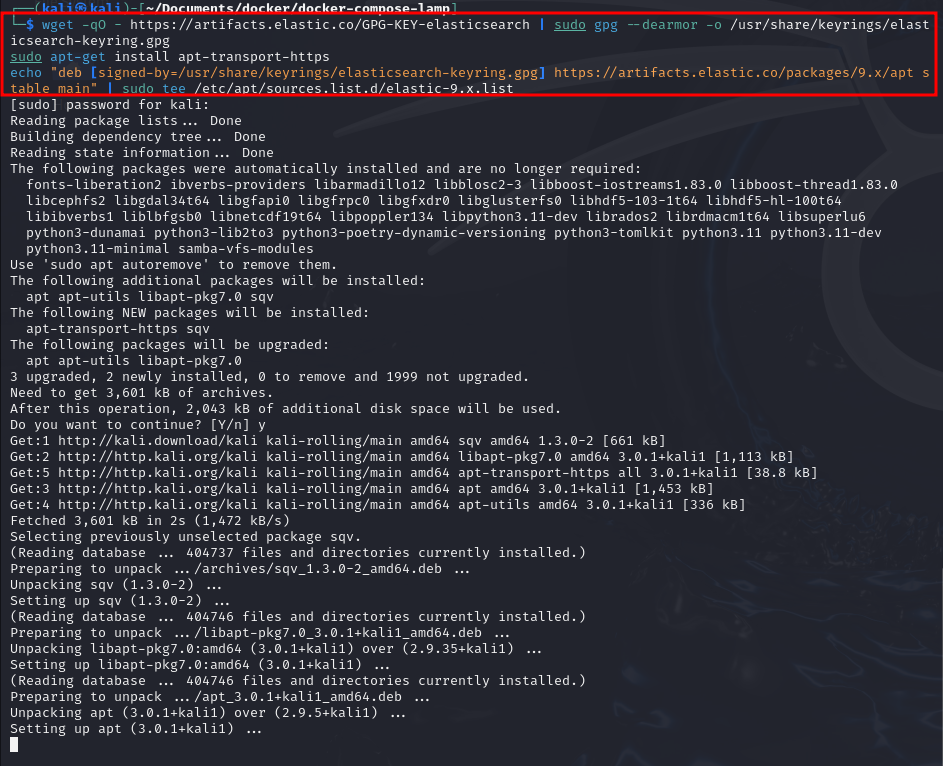 ──(kali㉿kali)-[~/Documents/docker/docker-compose-lamp]
└─$ wget -qO - https://artifacts.elastic.co/GPG-KEY-elasticsearch | sudo gpg --dearmor -o /usr/share/keyrings/elast
icsearch-keyring.gpg
sudo apt-get install apt-transport-https
echo "deb [signed-by=/usr/share/keyrings/elasticsearch-keyring.gpg] https://artifacts.elastic.co/packages/9.x/apt s
table main" | sudo tee /etc/apt/sources.list.d/elastic-9.x.list
[sudo] password for kali:
Reading package lists... Done
Building dependency tree... Done
Reading state information... Done
The following packages were automatically installed and are no longer required:
  fonts-liberation2 ibverbs-providers libarmadillo12 libblosc2-3 libboost-iostreams1.83.0 libboost-thread1.83.0
  libcephfs2 libgdal34t64 libgfapi0 libgfrpc0 libgfxdr0 libglusterfs0 libhdf5-103-1t64 libhdf5-hl-100t64
  libibverbs1 liblbfgsb0 libnetcdf19t64 libpoppler134 libpython3.11-dev librados2 librdmacm1t64 libsuperlu6
  python3-dunamai python3-lib2to3 python3-poetry-dynamic-versioning python3-tomlkit python3.11 python3.11-dev
  python3.11-minimal samba-vfs-modules
Use 'sudo apt autoremove' to remove them.
The following additional packages will be installed:
  apt apt-utils libapt-pkg7.0 sqv
The following NEW packages will be installed:
  apt-transport-https sqv
The following packages will be upgraded:
  apt apt-utils libapt-pkg7.0
3 upgraded, 2 newly installed, 0 to remove and 1999 not upgraded.
Need to get 3,601 kB of archives.
After this operation, 2,043 kB of additional disk space will be used.
Do you want to continue? [Y/n] y
Get:1 http://kali.download/kali kali-rolling/main amd64 sqv amd64 1.3.0-2 [661 kB]
Get:2 http://http.kali.org/kali kali-rolling/main amd64 libapt-pkg7.0 amd64 3.0.1+kali1 [1,113 kB]
Get:5 http://http.kali.org/kali kali-rolling/main amd64 apt-transport-https all 3.0.1+kali1 [38.8 kB]
Get:3 http://http.kali.org/kali kali-rolling/main amd64 apt amd64 3.0.1+kali1 [1,453 kB]
Get:4 http://http.kali.org/kali kali-rolling/main amd64 apt-utils amd64 3.0.1+kali1 [336 kB]
Fetched 3,601 kB in 2s (1,472 kB/s)
Selecting previously unselected package sqv.
(Reading database ... 404737 files and directories currently installed.)
Preparing to unpack .../archives/sqv_1.3.0-2_amd64.deb ...
Unpacking sqv (1.3.0-2) ...
Setting up sqv (1.3.0-2) ...
(Reading database ... 404746 files and directories currently installed.)
Preparing to unpack .../libapt-pkg7.0_3.0.1+kali1_amd64.deb ...
Unpacking libapt-pkg7.0:amd64 (3.0.1+kali1) over (2.9.35+kali1) ...
Setting up libapt-pkg7.0:amd64 (3.0.1+kali1) ...
(Reading database ... 404746 files and directories currently installed.)
Preparing to unpack .../apt_3.0.1+kali1_amd64.deb ...
Unpacking apt (3.0.1+kali1) over (2.9.5+kali1) ...
Setting up apt (3.0.1+kali1) ...